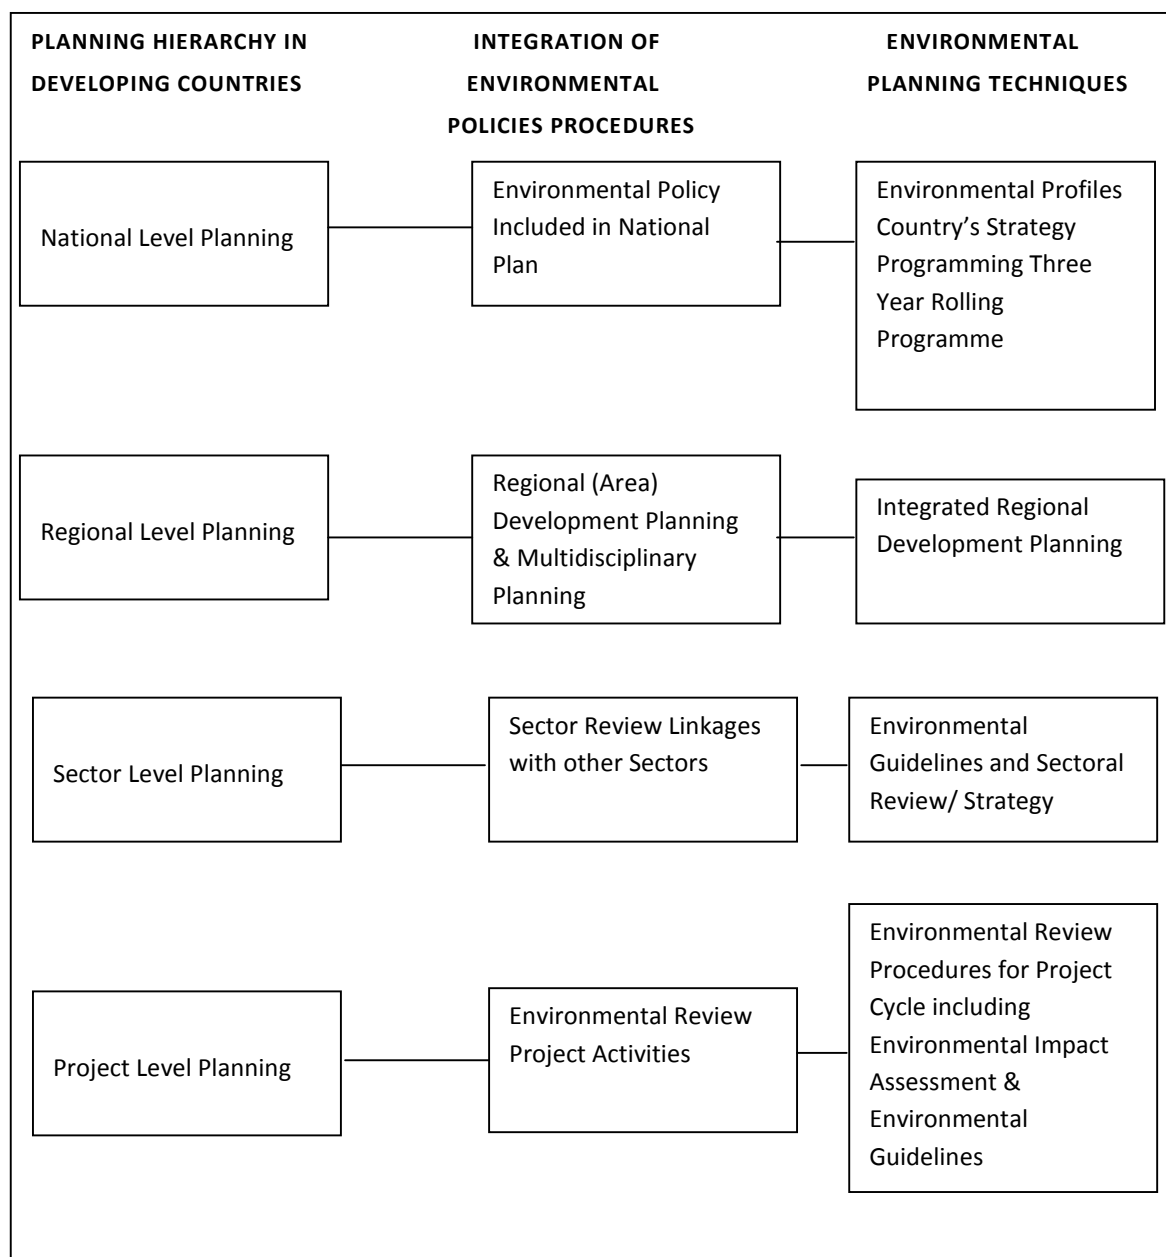 PLANNING HIERARCHY IN
DEVELOPING COUNTRIES
INTEGRATION OF
ENVIRONMENTAL
POLICIES PROCEDURES
ENVIRONMENTAL
PLANNING TECHNIQUES
National Level Planning
Environmental Policy
Included in National
Plan
Environmental Profiles
Country’s Strategy
Programming Three
Year Rolling
Programme
Regional Level Planning
Regional (Area)
Development Planning
& Multidisciplinary
Planning
Integrated Regional
Development Planning
Sector Level Planning
Sector Review Linkages
with other Sectors
Environmental
Guidelines and Sectoral
Review/ Strategy
Project Level Planning
Environmental Review
Project Activities
Environmental Review
Procedures for Project
Cycle including
Environmental Impact
Assessment &
Environmental
Guidelines